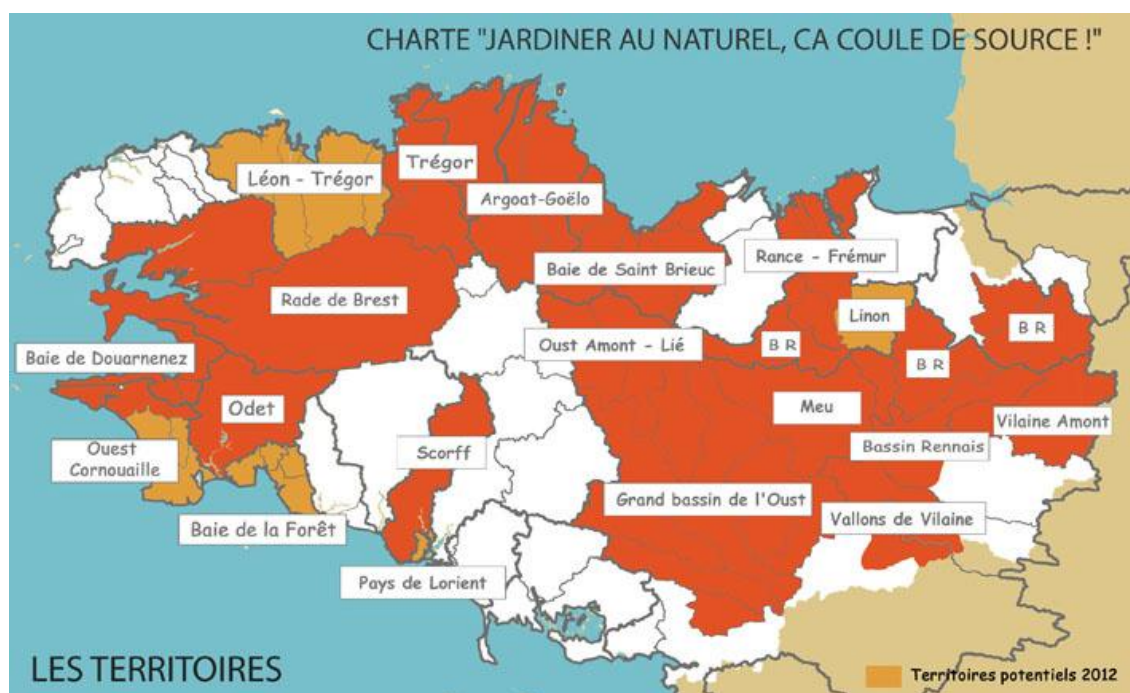 CHARTE "JARDINER AU NATUREL, CA COULE DE SOURCE !"
Léon - Trégor
Trégor
Argoat-Goëlo
Baie de Saint Brieuc
Rance - Frémur
Rade de Brest
Linon
B R
Oust Amont - Lié
B R
B R
Baie de Douarnenez
Odet
Meu
Vilaine Amont
Ouest
Cornouaille
Scorff
Bassin Rennais
Grand bassin de l'Oust
Vallons de Vilaine
Baie de la Forêt
Pays de Lorient
LES TERRITOIRES
Territoires potentiels 2012